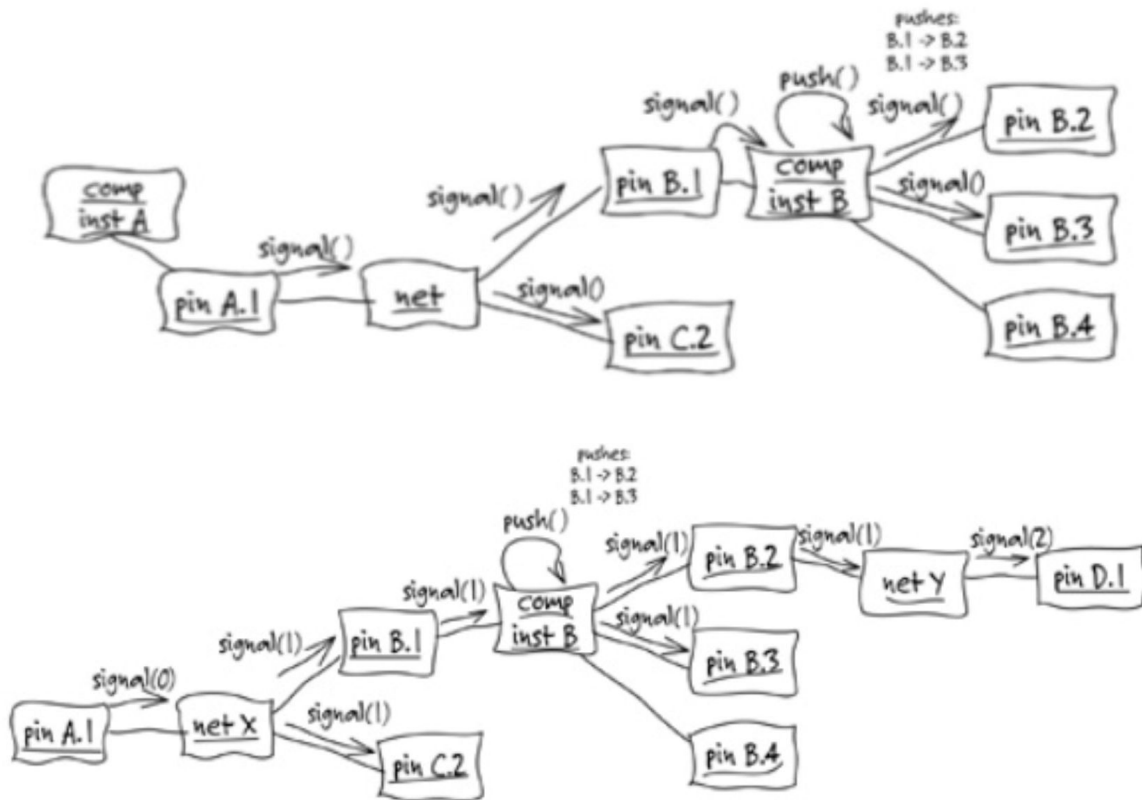 pushes:
B.1 -> B.2
B.1 -> B.3
push()
signal()
signal()
pin B.2
comp
inst A
signal()
pin B.1
comp
inst B
signal()
pin B.3
signal()
pin A.1
net
signal()
pin C.2
pin B.4
pushes:
B.1 -> B.2
B.1 -> B.3
push()
signal(1)
pin B.2
signal(1)
net Y
signal(2)
pin D.1
signal(1)
comp
inst B
signal(1)
pin B.3
signal(1)
pin B.1
signal(0)
pin A.1
net X
signal(1)
pin C.2
pin B.4